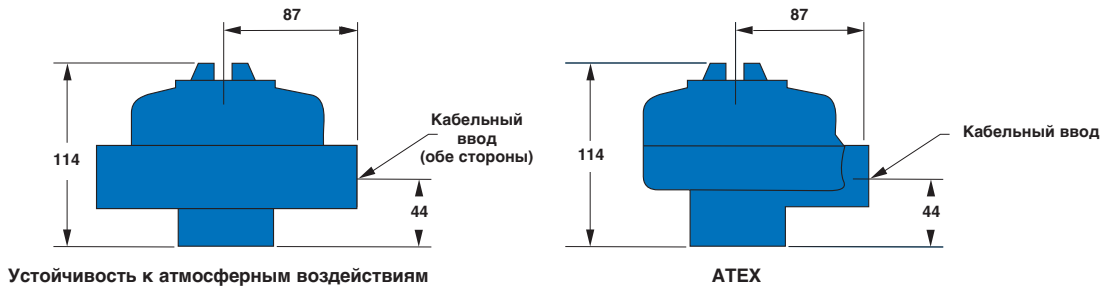 87
114
Кабельный
ввод
(обе стороны)
44
Устойчивость к атмосферным воздействиям
87
114
Кабельный ввод
44
ATEX